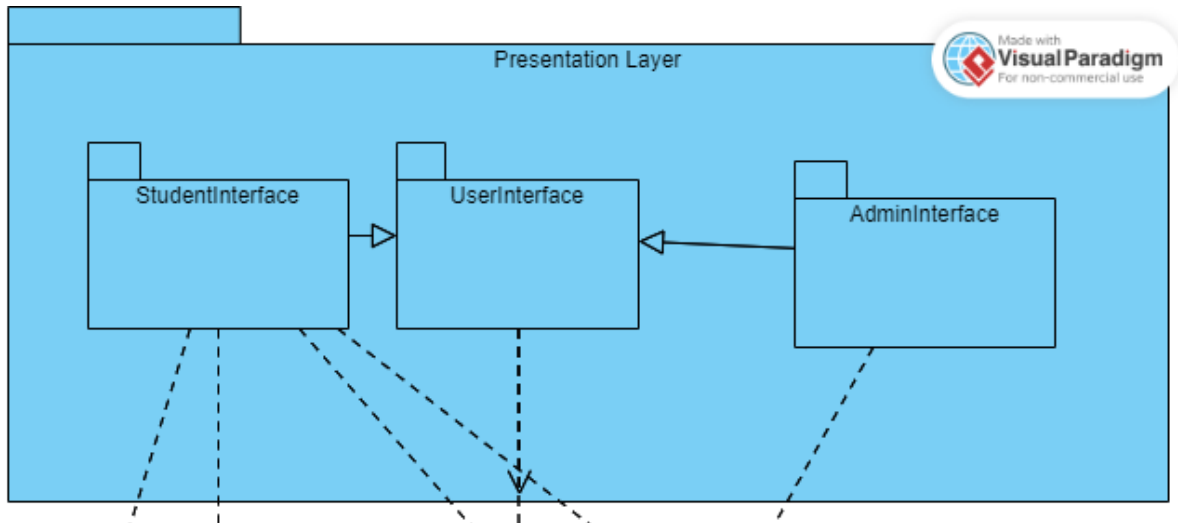 Presentation Layer
Made with
Visual Paradigm
For non-commercial use
StudentInterface
UserInterface
AdminInterface